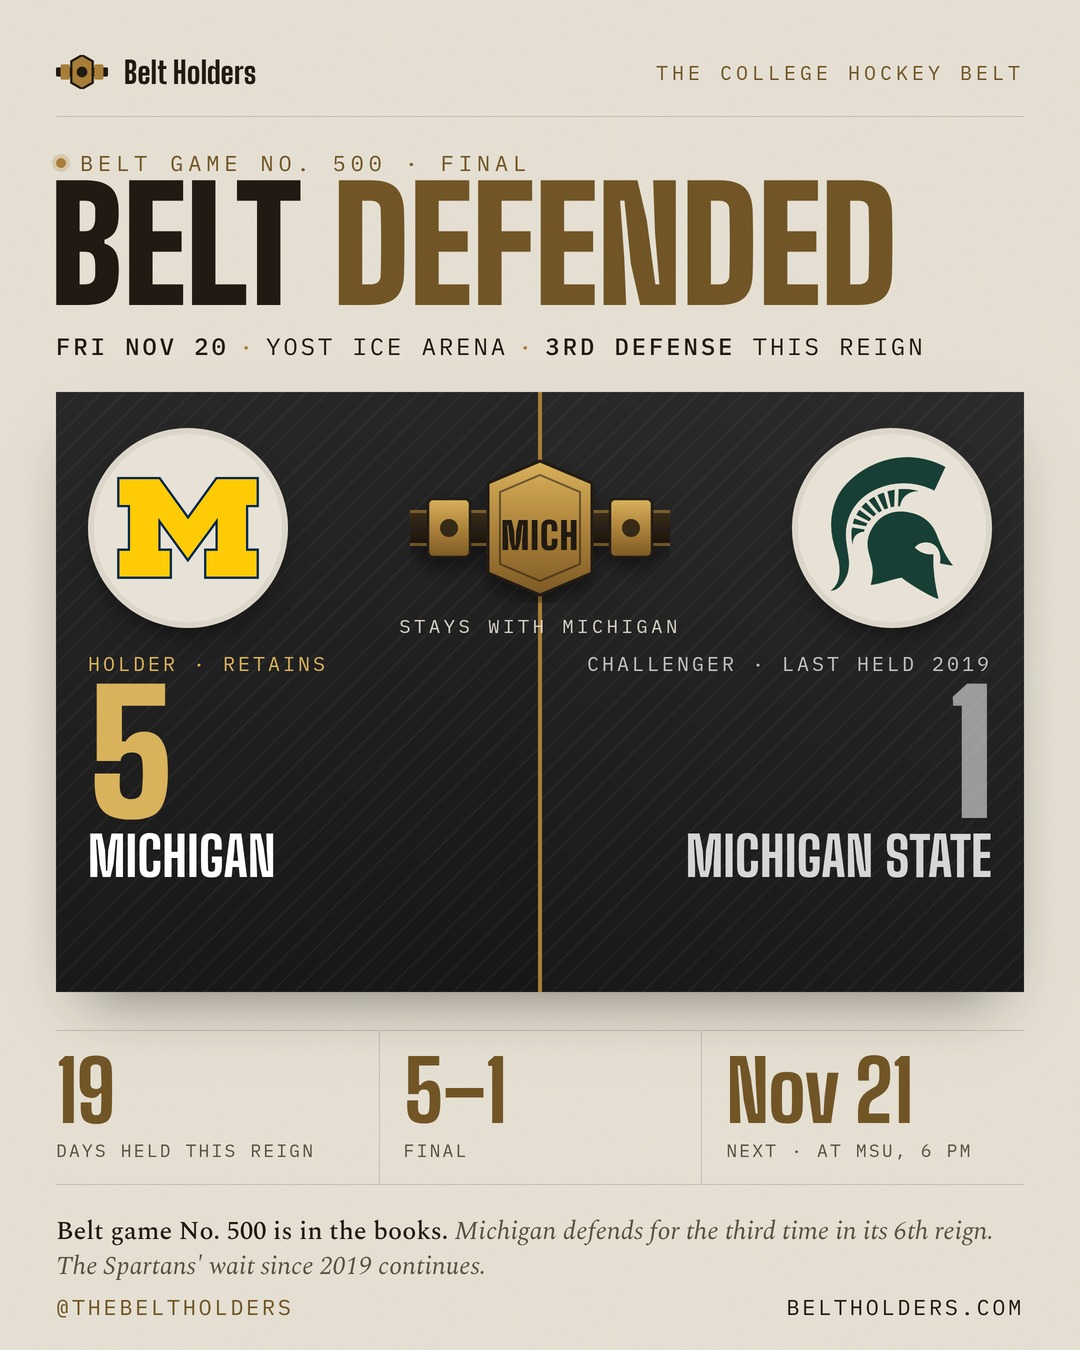 Belt Holders
THE COLLEGE HOCKEY BELT
BELT GAME NO. 500 · FINAL
BELT DEFENDED
FRI NOV 20 · YOST ICE ARENA · 3RD DEFENSE THIS REIGN
M
MICH
STAYS WITH MICHIGAN
HOLDER · RETAINS
CHALLENGER · LAST HELD 2019
5
1
MICHIGAN
MICHIGAN STATE
19
DAYS HELD THIS REIGN
5–1
FINAL
Nov 21
NEXT · AT MSU, 6 PM
Belt game No. 500 is in the books. Michigan defends for the third time in its 6th reign.
The Spartans' wait since 2019 continues.
@THEBELTHOLDERS
BELTHOLDERS.COM